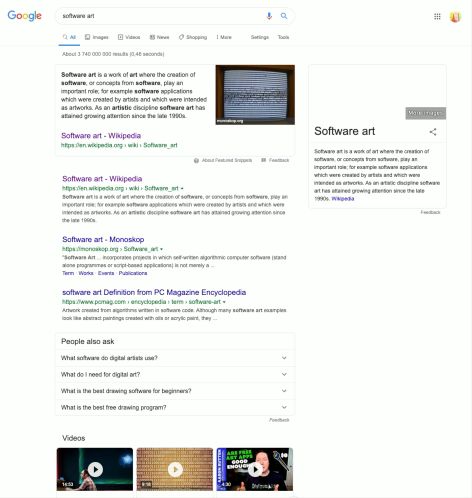 Google
software art
All
Images
Videos
News
Shopping
More
Settings
Tools
About 3 740 000 000 results (0,46 seconds)
Software art is a work of art where the creation of
software, or concepts from software, play an
important role; for example software applications
which were created by artists and which were intended
as artworks. As an artistic discipline software art has
attained growing attention since the late 1990s.
monoskop.org
Software art - Wikipedia
https://en.wikipedia.org › wiki › Software_art
About Featured Snippets
Feedback
Software art - Wikipedia
https://en.wikipedia.org › wiki › Software_art
Software art is a work of art where the creation of software, or concepts from software, play an
important role; for example software applications which were created by artists and which were
intended as artworks. As an artistic discipline software art has attained growing attention since
the late 1990s.
Software art - Monoskop
https://monoskop.org › Software_art
"Software Art ... incorporates projects in which self-written algorithmic computer software (stand
alone programmes or script-based applications) is not merely a ...
Term Works Events Publications
software art Definition from PC Magazine Encyclopedia
https://www.pcmag.com › encyclopedia › term › software-art
Artwork created from algorithms written in software. Although many software art examples
look like abstract paintings created with oils or acrylic paint, they ...
People also ask
What software do digital artists use?
What do I need for digital art?
What is the best drawing software for beginners?
What is the best free drawing program?
Feedback
Videos
14:53
9:18
ARE FREE
ART APPS
GOOD
ENOUGH
4:30
More images
Software art
Software art is a work of art where the creation of
software, or concepts from software, play an
important role; for example software applications
which were created by artists and which were intended
as artworks. As an artistic discipline software art has
attained growing attention since the late 1990s.
Wikipedia
Feedback